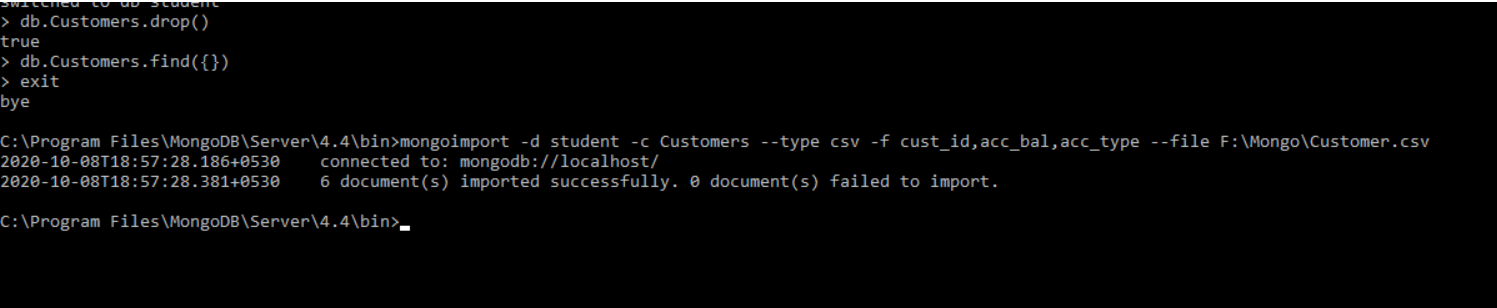 switched to db student
> db.Customers.drop()
true
> db.Customers.find({})
> exit
bye
C:\Program Files\MongoDB\Server\4.4\bin>mongoimport -d student -c Customers --type csv -f cust_id,acc_bal,acc_type --file F:\Mongo\Customer.csv
2020-10-08T18:57:28.186+0530    connected to: mongodb://localhost/
2020-10-08T18:57:28.381+0530    6 document(s) imported successfully. 0 document(s) failed to import.
C:\Program Files\MongoDB\Server\4.4\bin>